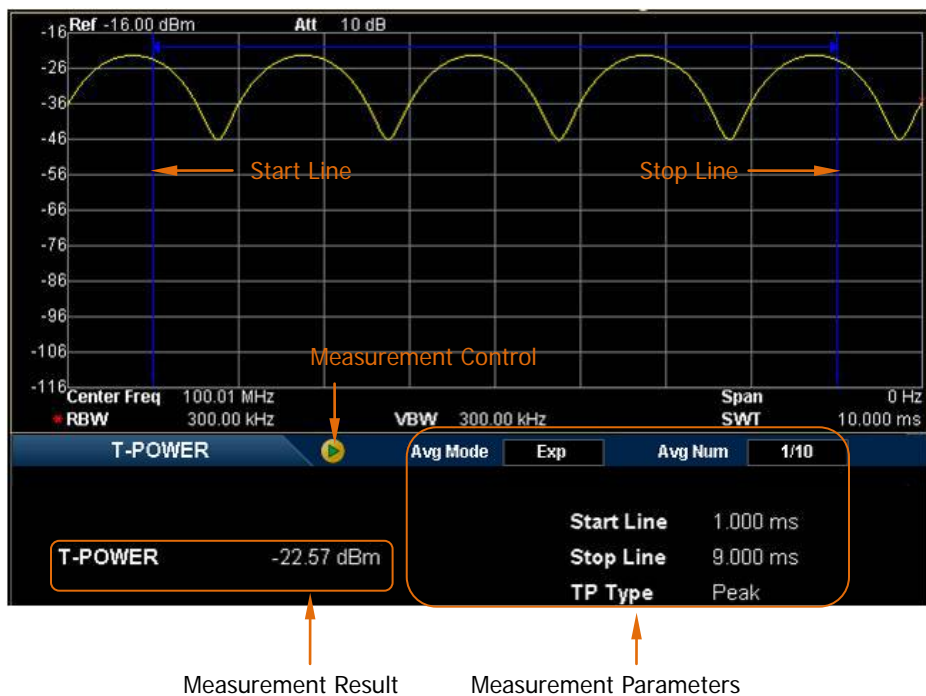 Ref -16.00 dBm Att 10 dB
-16
-26
-36
-46
-56
-66
-76
-86
-96
-106
-116
Start Line Stop Line
Measurement Control
Center Freq 100.01 MHz Span 0 Hz
*RBW 300.00 kHz VBW 300.00 kHz SWT 10.000 ms
T-POWER Avg Mode Exp Avg Num 1/10
Start Line 1.000 ms
T-POWER -22.57 dBm Stop Line 9.000 ms
TP Type Peak
Measurement Result Measurement Parameters